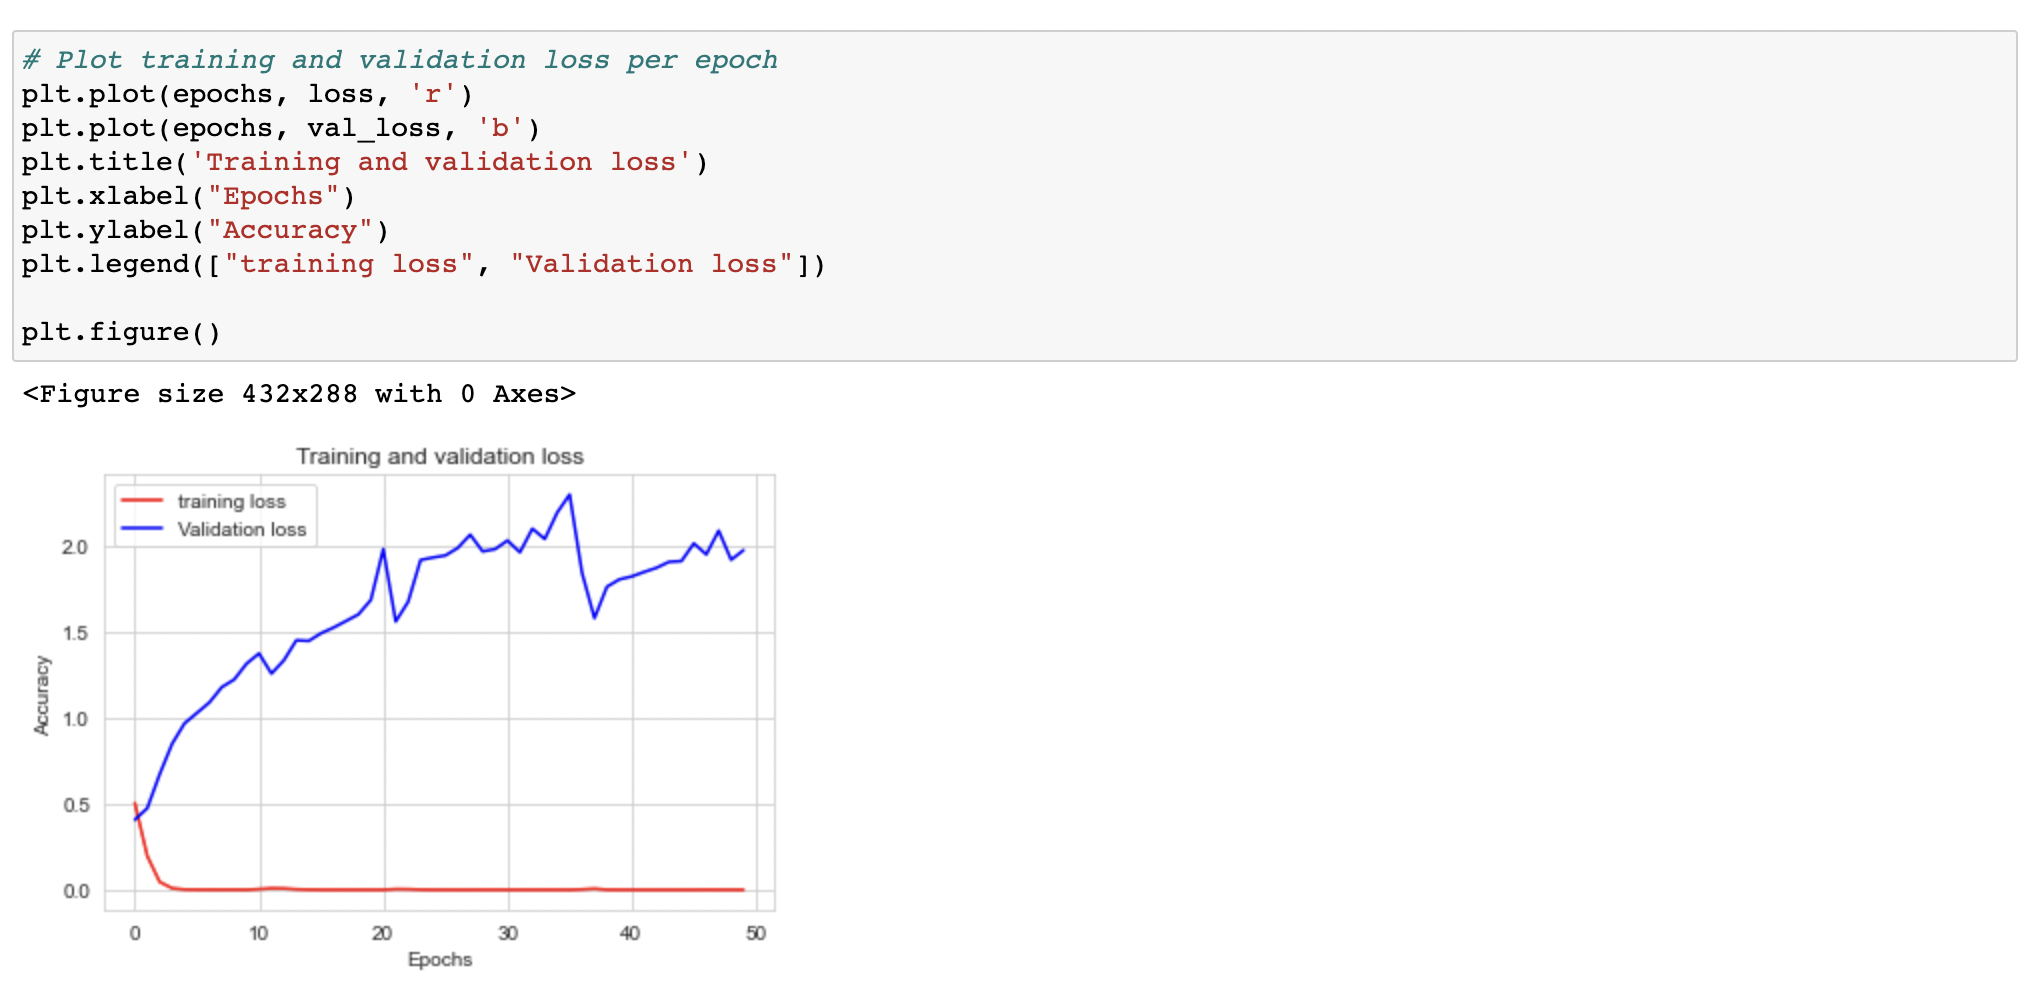 # Plot training and validation loss per epoch
plt.plot(epochs, loss, 'r')
plt.plot(epochs, val_loss, 'b')
plt.title('Training and validation loss')
plt.xlabel("Epochs")
plt.ylabel("Accuracy")
plt.legend(["training loss", "Validation loss"])
plt.figure()
<Figure size 432x288 with 0 Axes>
Training and validation loss
training loss
Validation loss
2.0
1.5
1.0
0.5
0.0
Accuracy
0 10 20 30 40 50
Epochs